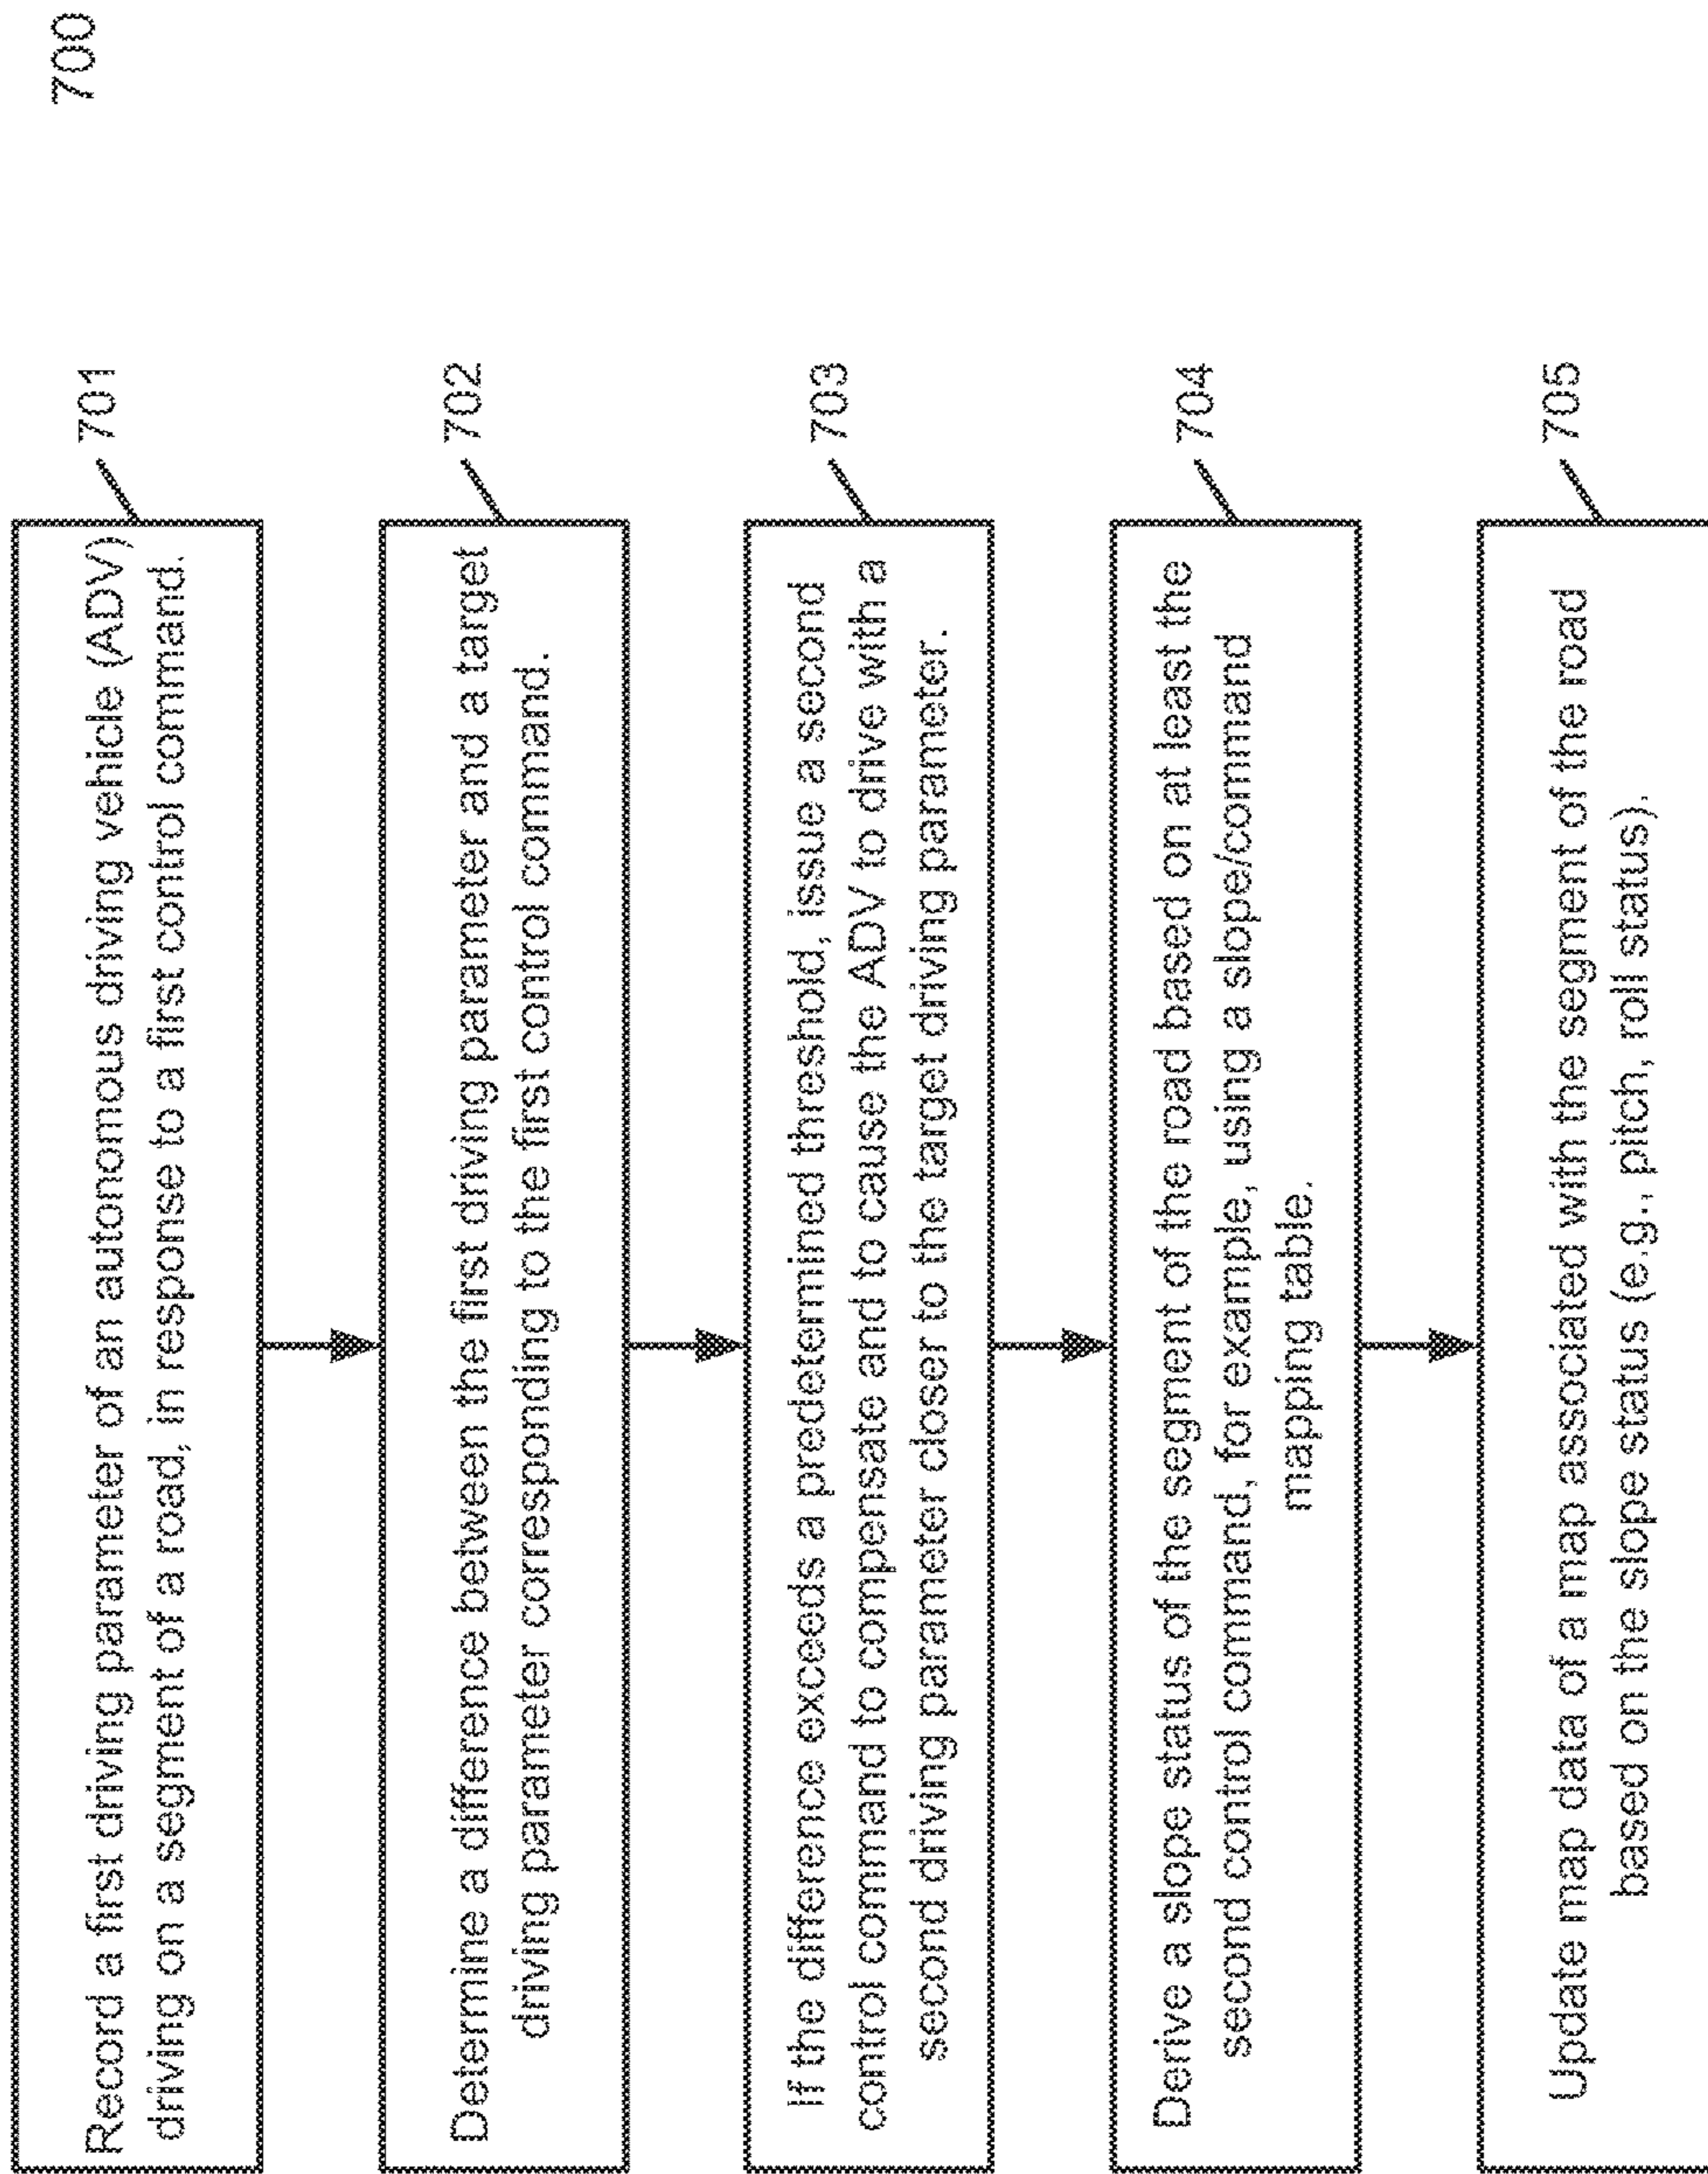 700
701
Record a first driving parameter of an autonomous driving vehicle (ADV)
driving on a segment of a road, in response to a first control command.
702
Determine a difference between the first driving parameter and a target
driving parameter corresponding to the first control command.
703
If the difference exceeds a predetermined threshold, issue a second
control command to compensate and to cause the ADV to drive with a
second driving parameter closer to the target driving parameter.
704
Derive a slope status of the segment of the road based on at least the
second control command, for example, using a slope/command
mapping table.
705
Update map data of a map associated with the segment of the road
based on the slope status (e.g., pitch, roll status).